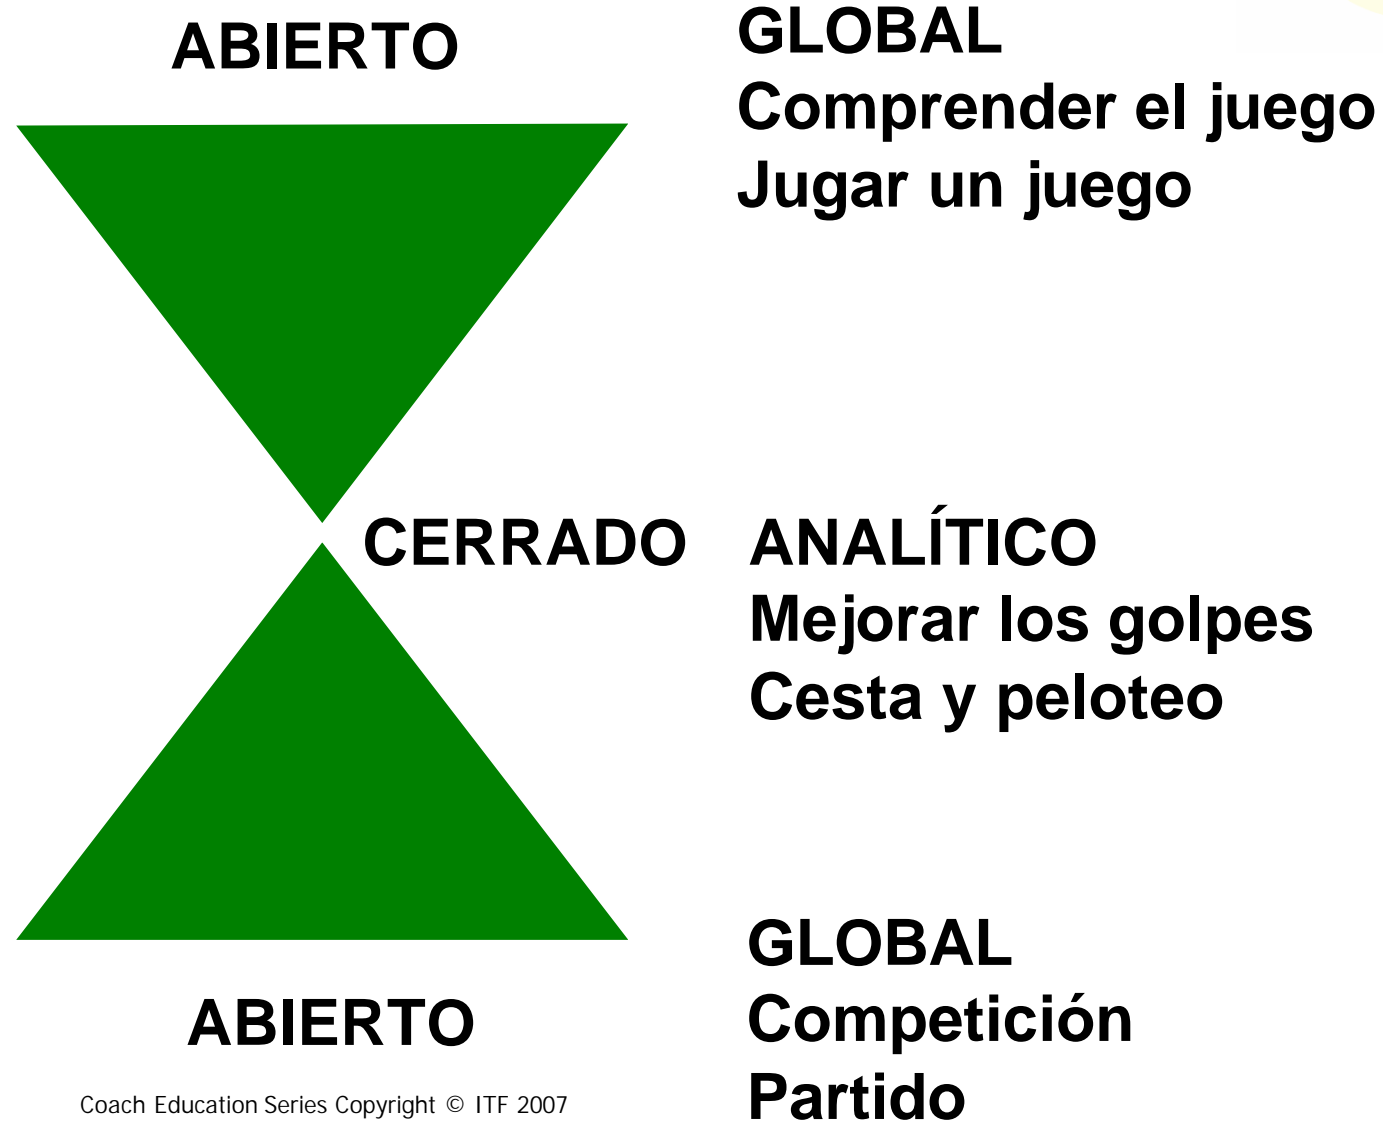 ABIERTO
GLOBAL
Comprender el juego
Jugar un juego
CERRADO
ANALÍTICO
Mejorar los golpes
Cesta y peloteo
ABIERTO
GLOBAL
Competición
Partido
Coach Education Series Copyright © ITF 2007